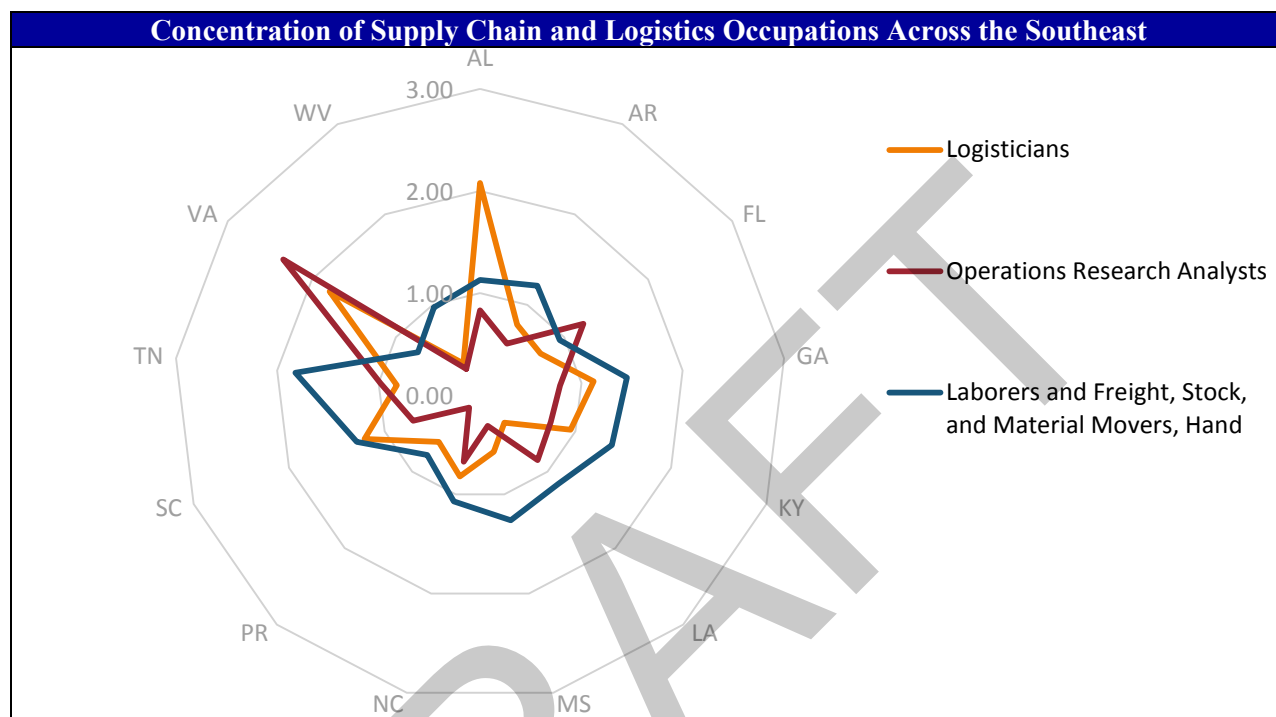 Concentration of Supply Chain and Logistics Occupations Across the Southeast
AL
3.00
WV
AR
Logisticians
2.00
VA
FL
Operations Research Analysts
1.00
TN
GA
0.00
Laborers and Freight, Stock,
and Material Movers, Hand
SC
KY
PR
LA
NC
MS